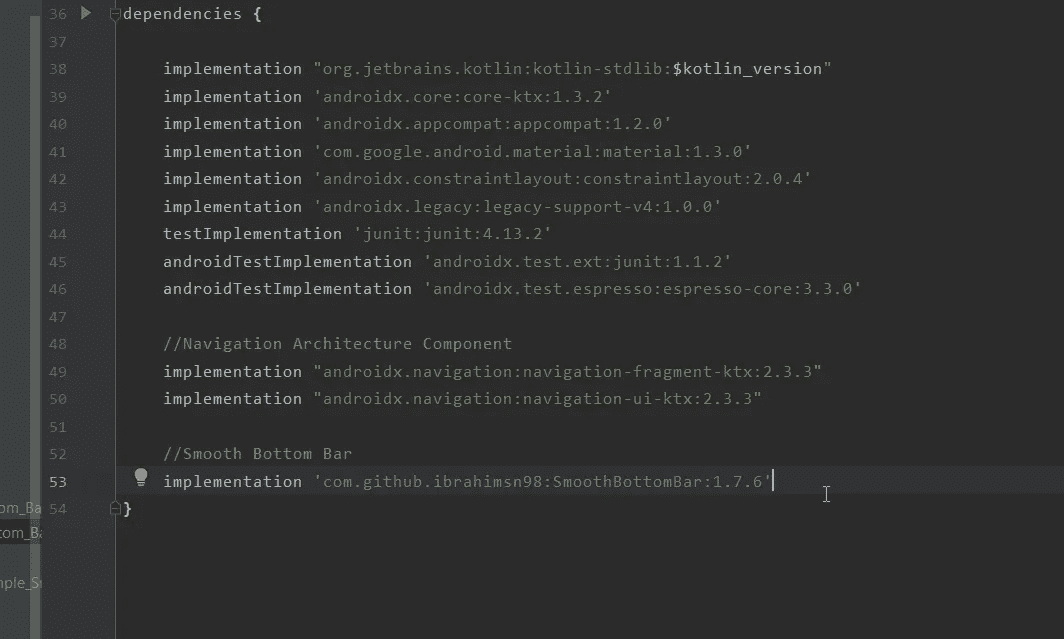 36 dependencies {
37
38 implementation "org.jetbrains.kotlin:kotlin-stdlib:$kotlin_version"
39 implementation 'androidx.core:core-ktx:1.3.2'
40 implementation 'androidx.appcompat:appcompat:1.2.0'
41 implementation 'com.google.android.material:material:1.3.0'
42 implementation 'androidx.constraintlayout:constraintlayout:2.0.4'
43 implementation 'androidx.legacy:legacy-support-v4:1.0.0'
44 testImplementation 'junit:junit:4.13.2'
45 androidTestImplementation 'androidx.test.ext:junit:1.1.2'
46 androidTestImplementation 'androidx.test.espresso:espresso-core:3.3.0'
47
48 //Navigation Architecture Component
49 implementation "androidx.navigation:navigation-fragment-ktx:2.3.3"
50 implementation "androidx.navigation:navigation-ui-ktx:2.3.3"
51
52 //Smooth Bottom Bar
53 implementation 'com.github.ibrahimsn98:SmoothBottomBar:1.7.6'
54 }